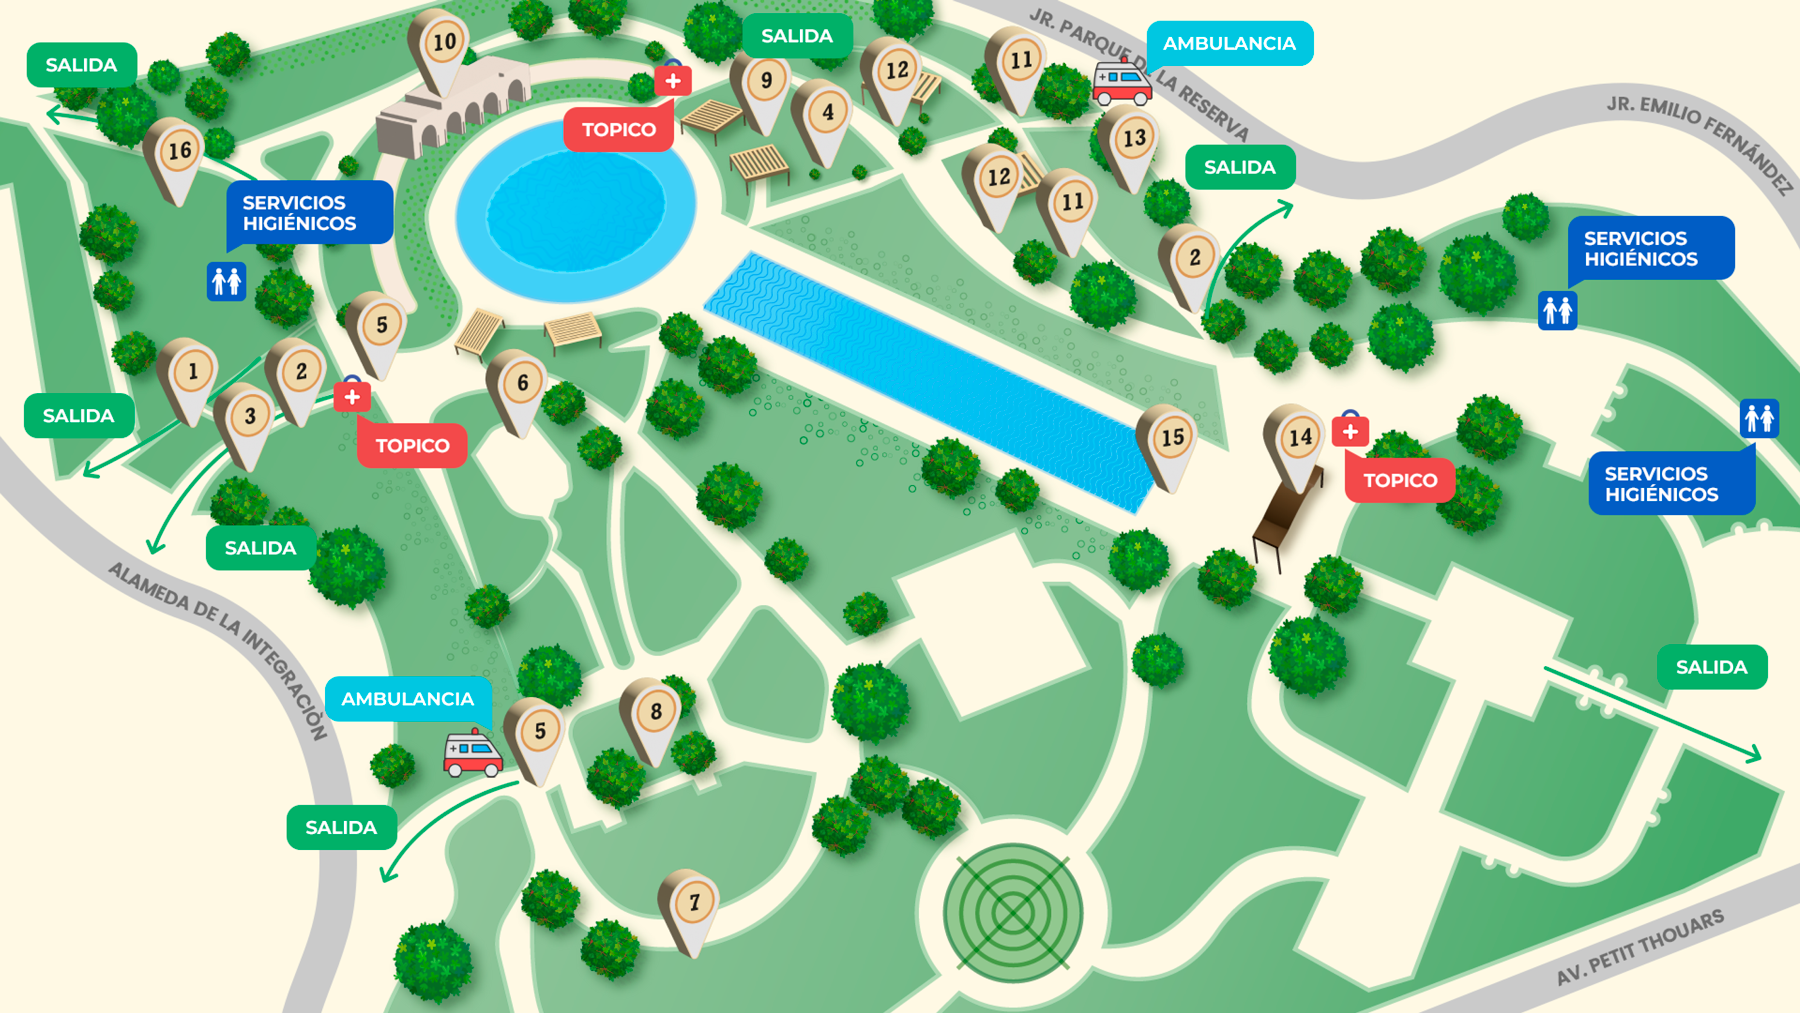 JR. PARQUE DE LA RESERVA
10
SALIDA
AMBULANCIA
SALIDA
9
12
11
JR. EMILIO FERNÁNDEZ
TOPICO
4
13
16
SALIDA
SERVICIOS
HIGIÉNICOS
12
11
SERVICIOS
HIGIÉNICOS
2
5
1
2
6
SALIDA
3
TOPICO
15
14
TOPICO
SERVICIOS
HIGIÉNICOS
SALIDA
ALAMEDA DE LA INTEGRACIÒN
SALIDA
AMBULANCIA
5
8
SALIDA
7
AV. PETIT THOUARS